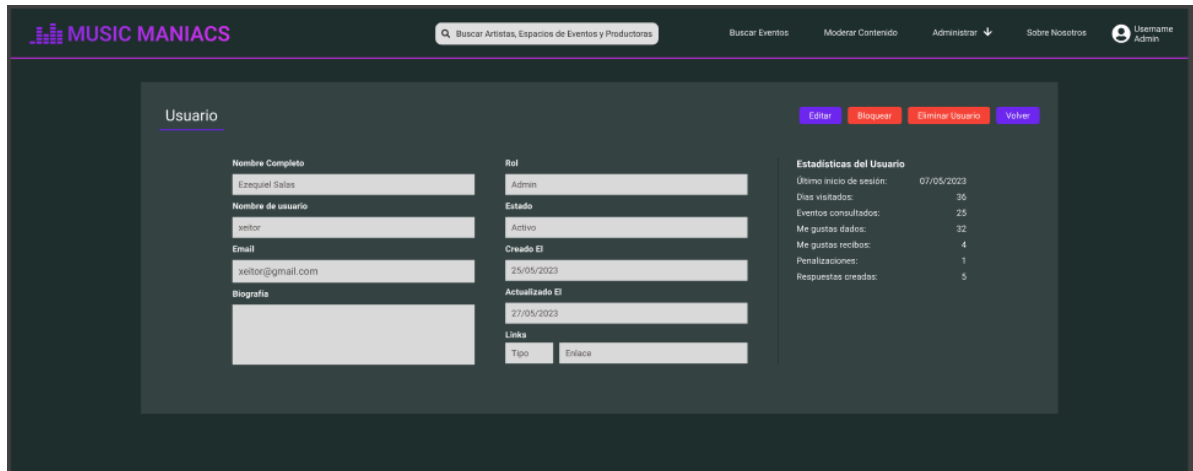 MUSIC MANIACS
Buscar Artistas, Espacios de Eventos y Productoras
Buscar Eventos
Moderar Contenido
Administrar
Sobre Nosotros
Username
Admin
Usuario
Editar
Bloquear
Eliminar Usuario
Volver
Nombre Completo
Ezequiel Salas
Nombre de usuario
xeitor
Email
xeitor@gmail.com
Biografía
Rol
Admin
Estado
Activo
Creado El
25/05/2023
Actualizado El
27/05/2023
Links
Tipo
Enlace
Estadísticas del Usuario
Último inicio de sesión: 07/05/2023
Dias visitados: 36
Eventos consultados: 25
Me gustas dados: 32
Me gustas recibos: 4
Penalizaciones: 1
Respuestas creadas: 5